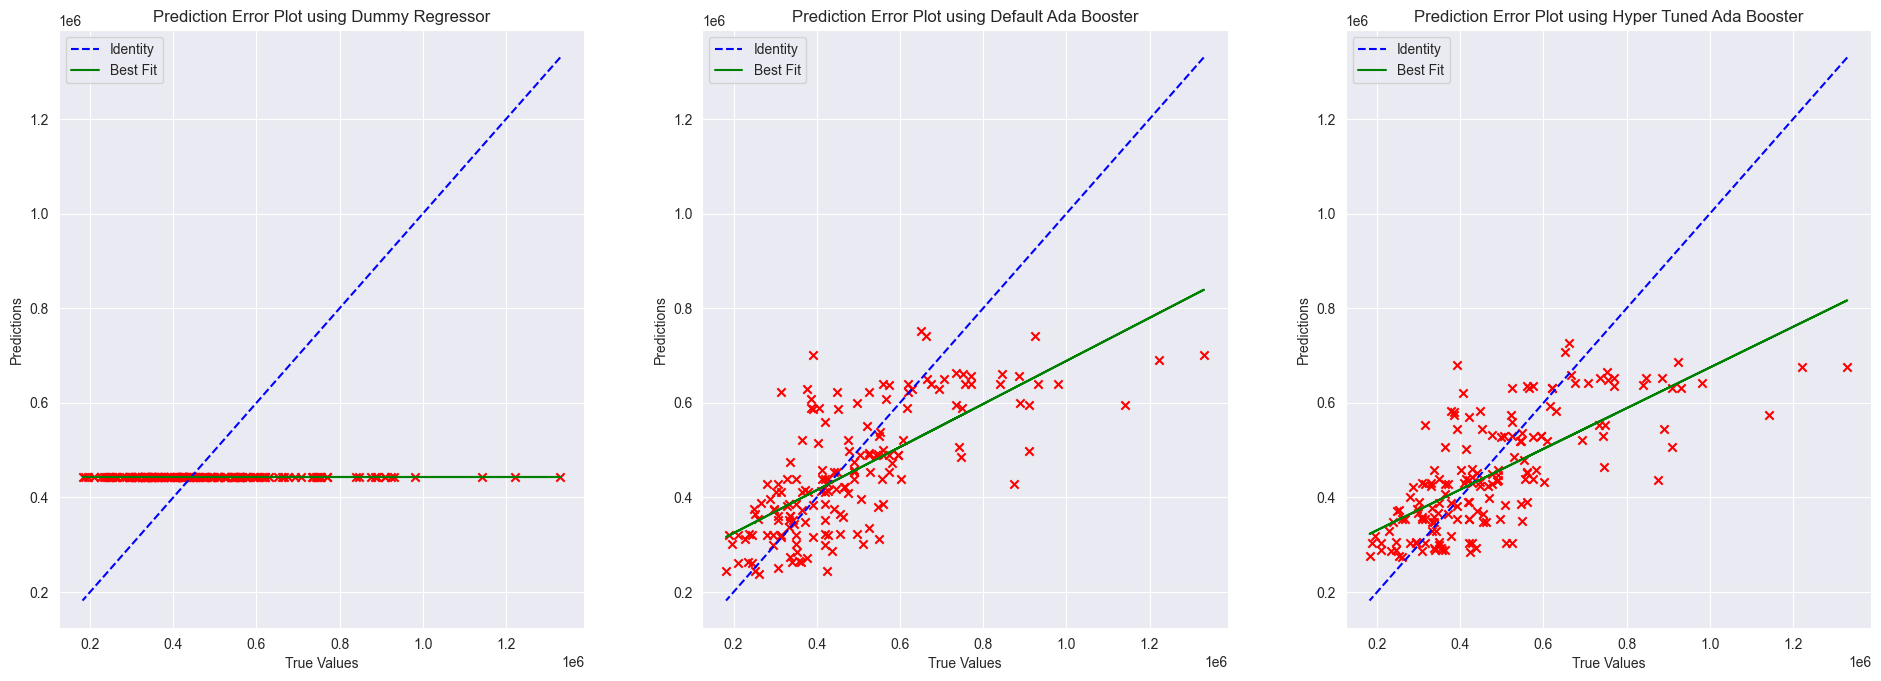 Prediction Error Plot using Dummy Regressor
1e6
Identity
Best Fit
1.2
1.0
0.8
0.6
0.4
0.2
Predictions
0.2 0.4 0.6 0.8 1.0 1.2
True Values
1e6
Prediction Error Plot using Default Ada Booster
1e6
Identity
Best Fit
1.2
1.0
0.8
0.6
0.4
0.2
Predictions
0.2 0.4 0.6 0.8 1.0 1.2
True Values
1e6
Prediction Error Plot using Hyper Tuned Ada Booster
1e6
Identity
Best Fit
1.2
1.0
0.8
0.6
0.4
0.2
Predictions
0.2 0.4 0.6 0.8 1.0 1.2
True Values
1e6